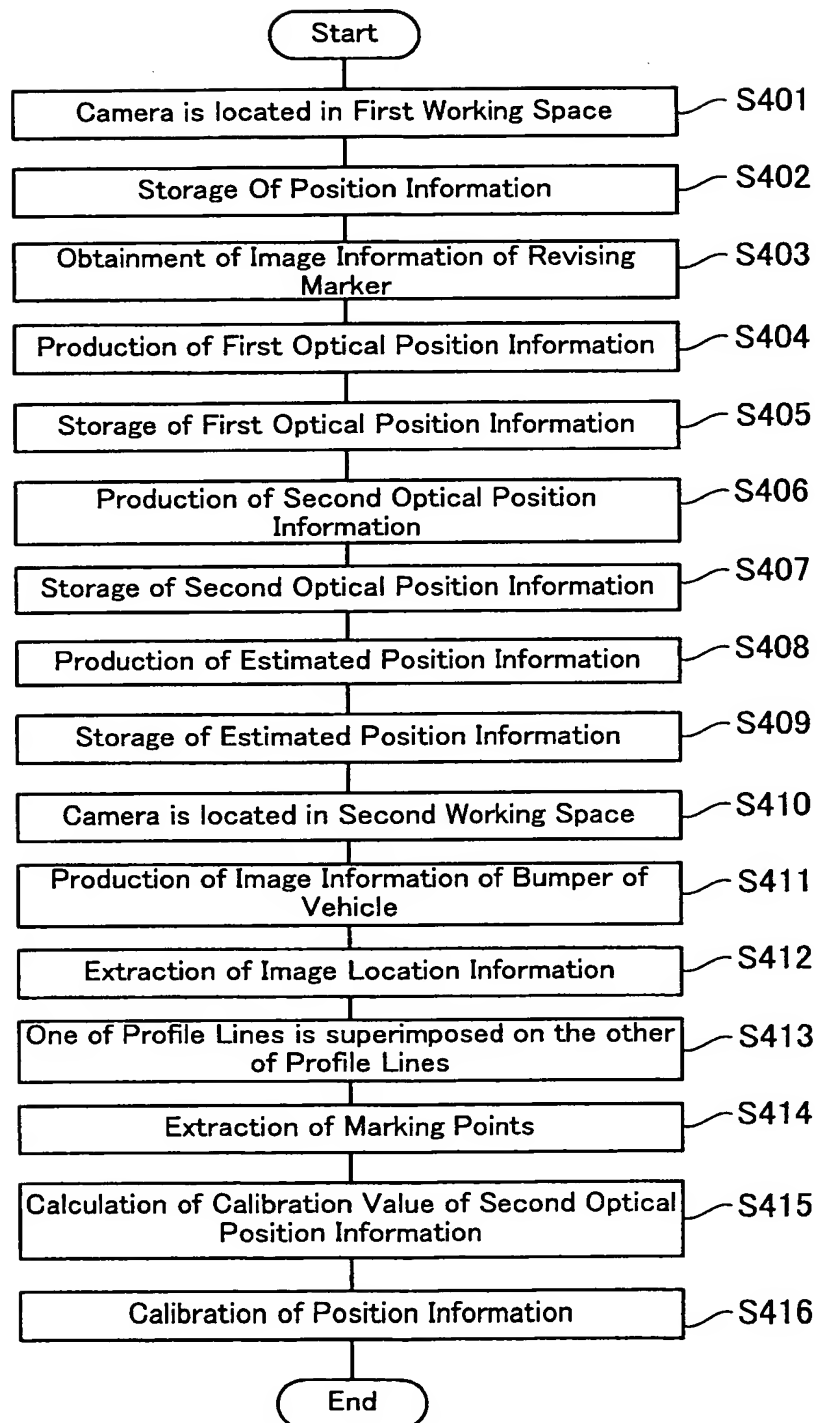 Start
Camera is located in First Working Space
S401
Storage Of Position Information
S402
Obtainment of Image Information of Revising
Marker
S403
Production of First Optical Position Information
S404
Storage of First Optical Position Information
S405
Production of Second Optical Position
Information
S406
Storage of Second Optical Position Information
S407
Production of Estimated Position Information
S408
Storage of Estimated Position Information
S409
Camera is located in Second Working Space
S410
Production of Image Information of Bumper of
Vehicle
S411
Extraction of Image Location Information
S412
One of Profile Lines is superimposed on the other
of Profile Lines
S413
Extraction of Marking Points
S414
Calculation of Calibration Value of Second Optical
Position Information
S415
Calibration of Position Information
S416
End